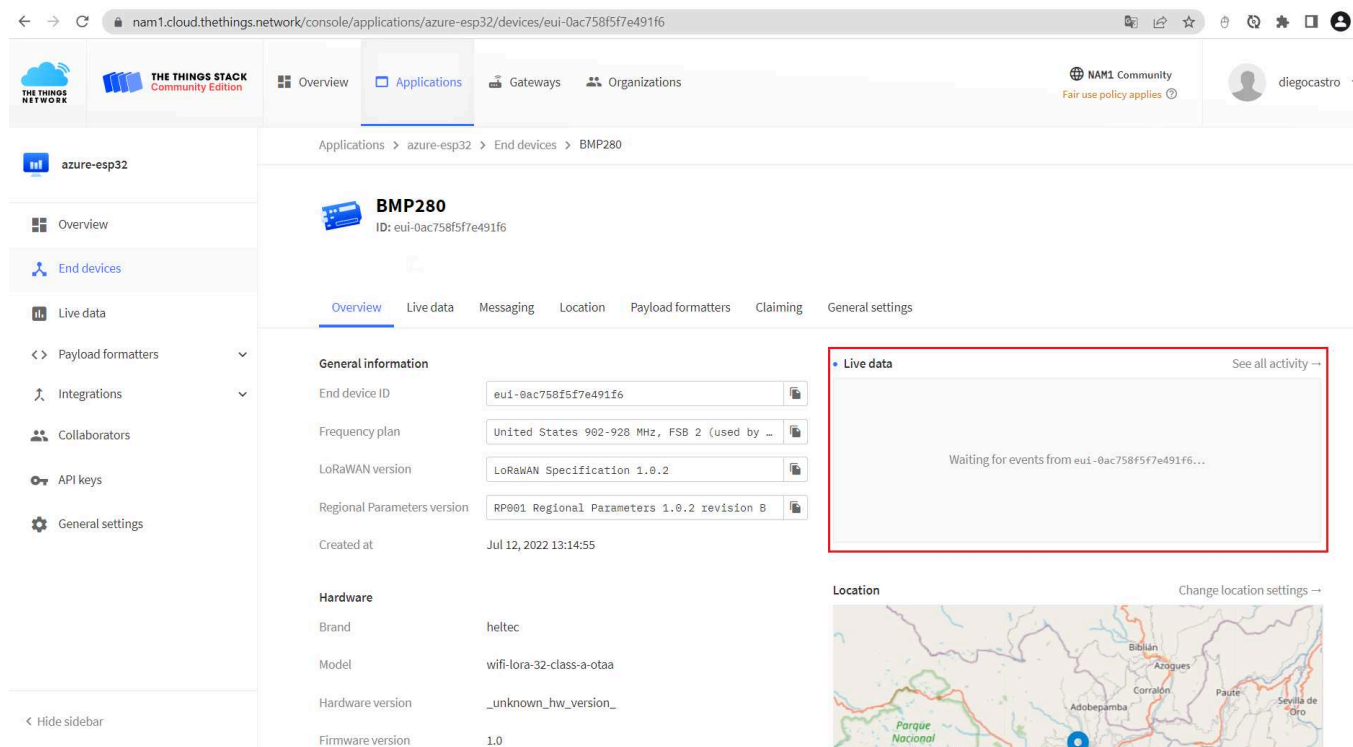 nam1.cloud.thethings.network/console/applications/azure-esp32/devices/eui-0ac758f5f7e491f6
THE THINGS NETWORK
THE THINGS STACK
Community Edition
Overview
Applications
Gateways
Organizations
NAM1 Community
Fair use policy applies
diegocastro
azure-esp32
Overview
End devices
Live data
Payload formatters
Integrations
Collaborators
API keys
General settings
Hide sidebar
Applications > azure-esp32 > End devices > BMP280
BMP280
ID: eui-0ac758f5f7e491f6
Overview Live data Messaging Location Payload formatters Claiming General settings
General information
End device ID eui-0ac758f5f7e491f6
Frequency plan United States 902-928 MHz, FSB 2 (used by …
LoRaWAN version LoRaWAN Specification 1.0.2
Regional Parameters version RP001 Regional Parameters 1.0.2 revision B
Created at Jul 12, 2022 13:14:55
Hardware
Brand heltec
Model wifi-lora-32-class-a-otaa
Hardware version _unknown_hw_version_
Firmware version 1.0
• Live data See all activity →
Waiting for events from eui-0ac758f5f7e491f6...
Location Change location settings →
Biblián
Azogues
Corralón
Paute
Sevilla de
Oro
Adobepamba
Parque
Nacional